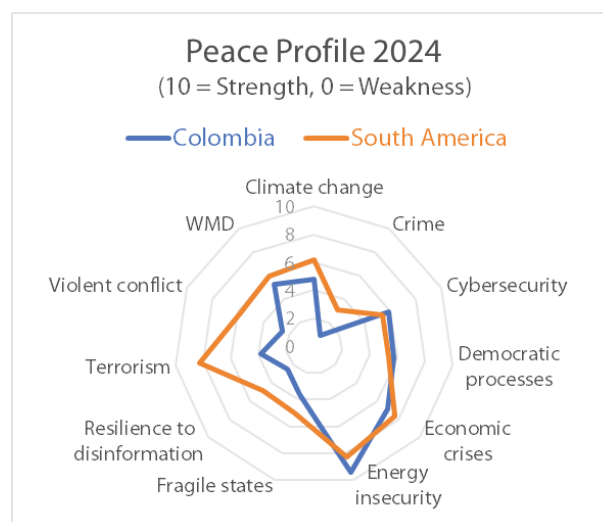 Peace Profile 2024
(10 = Strength, 0 = Weakness)
Colombia
South America
Climate change
10
8
6
4
2
0
Crime
Cybersecurity
Democratic
processes
Economic
crises
Energy
insecurity
Fragile states
Resilience to
disinformation
Terrorism
Violent conflict
WMD